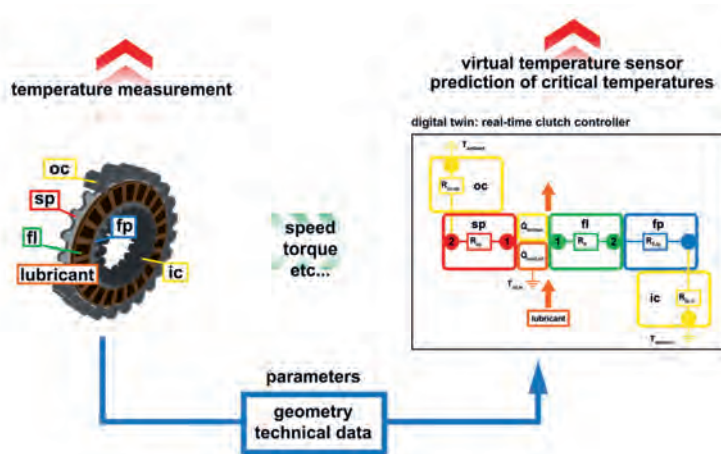 temperature measurement
virtual temperature sensor
prediction of critical temperatures
digital twin: real-time clutch controller
oc
sp
fl
fp
lubricant
ic
speed
torque
etc...
oc
sp
fl
fp
2
1
1
2
ic
lubricant
parameters
geometry
technical data